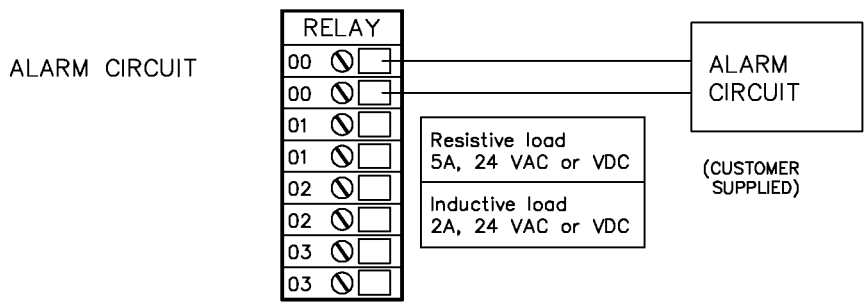 ALARM CIRCUIT
RELAY
00
00
01
01
02
02
03
03
Resistive load
5A, 24 VAC or VDC
Inductive load
2A, 24 VAC or VDC
ALARM
CIRCUIT
(CUSTOMER
SUPPLIED)